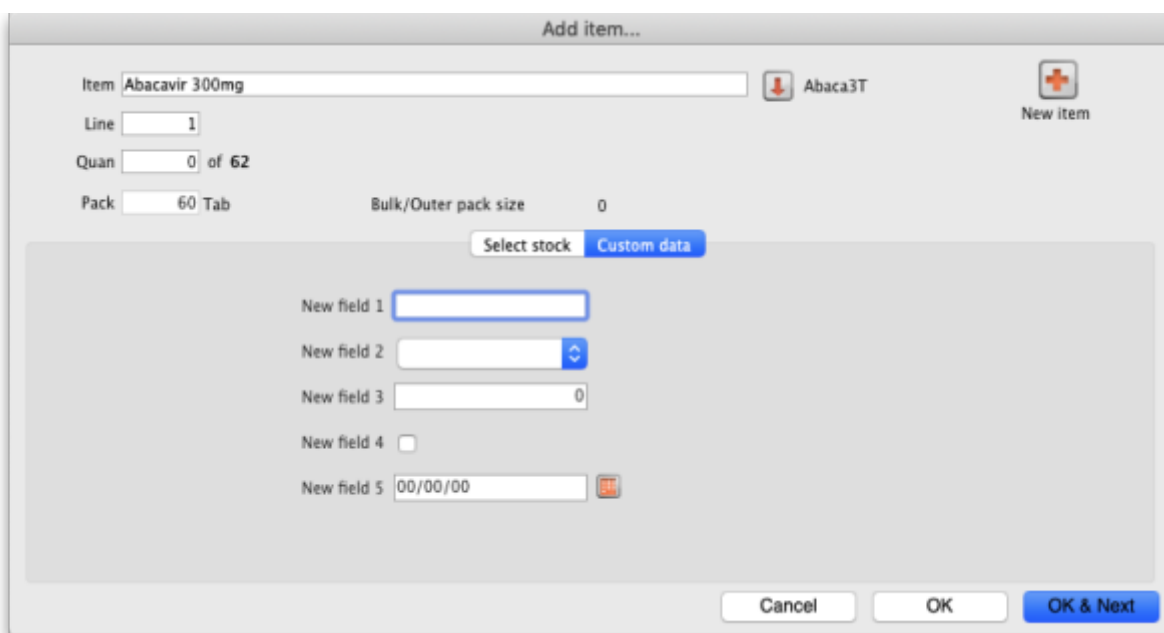 Add item...
Item Abacavir 300mg Abaca3T
New item
Line 1
Quan 0 of 62
Pack 60 Tab Bulk/Outer pack size 0
Select stock Custom data
New field 1
New field 2
New field 3 0
New field 4
New field 5 00/00/00
Cancel OK OK & Next